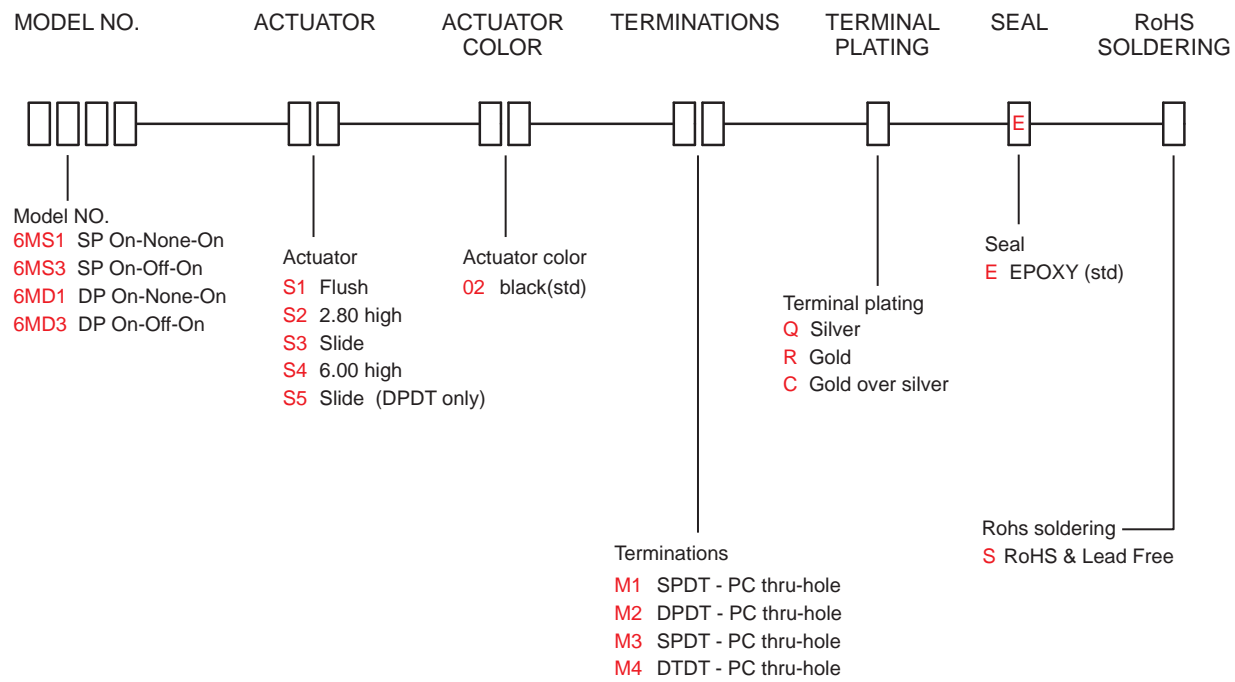 MODEL NO.
ACTUATOR
ACTUATOR
COLOR
TERMINATIONS
TERMINAL
PLATING
SEAL
RoHS
SOLDERING
E
Model NO.
6MS1 SP On-None-On
6MS3 SP On-Off-On
6MD1 DP On-None-On
6MD3 DP On-Off-On
Actuator
S1 Flush
S2 2.80 high
S3 Slide
S4 6.00 high
S5 Slide (DPDT only)
Actuator color
02 black(std)
Terminations
M1 SPDT - PC thru-hole
M2 DPDT - PC thru-hole
M3 SPDT - PC thru-hole
M4 DTDT - PC thru-hole
Terminal plating
Q Silver
R Gold
C Gold over silver
Seal
E EPOXY (std)
Rohs soldering
S RoHS & Lead Free